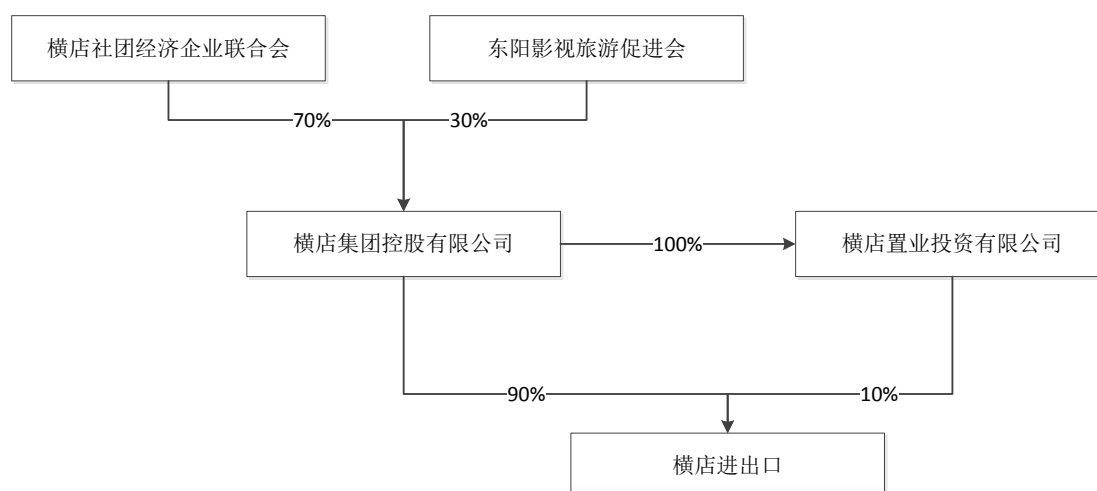 横店社团经济企业联合会
东阳影视旅游促进会
70%
30%
横店集团控股有限公司
100%
横店置业投资有限公司
90%
10%
横店进出口